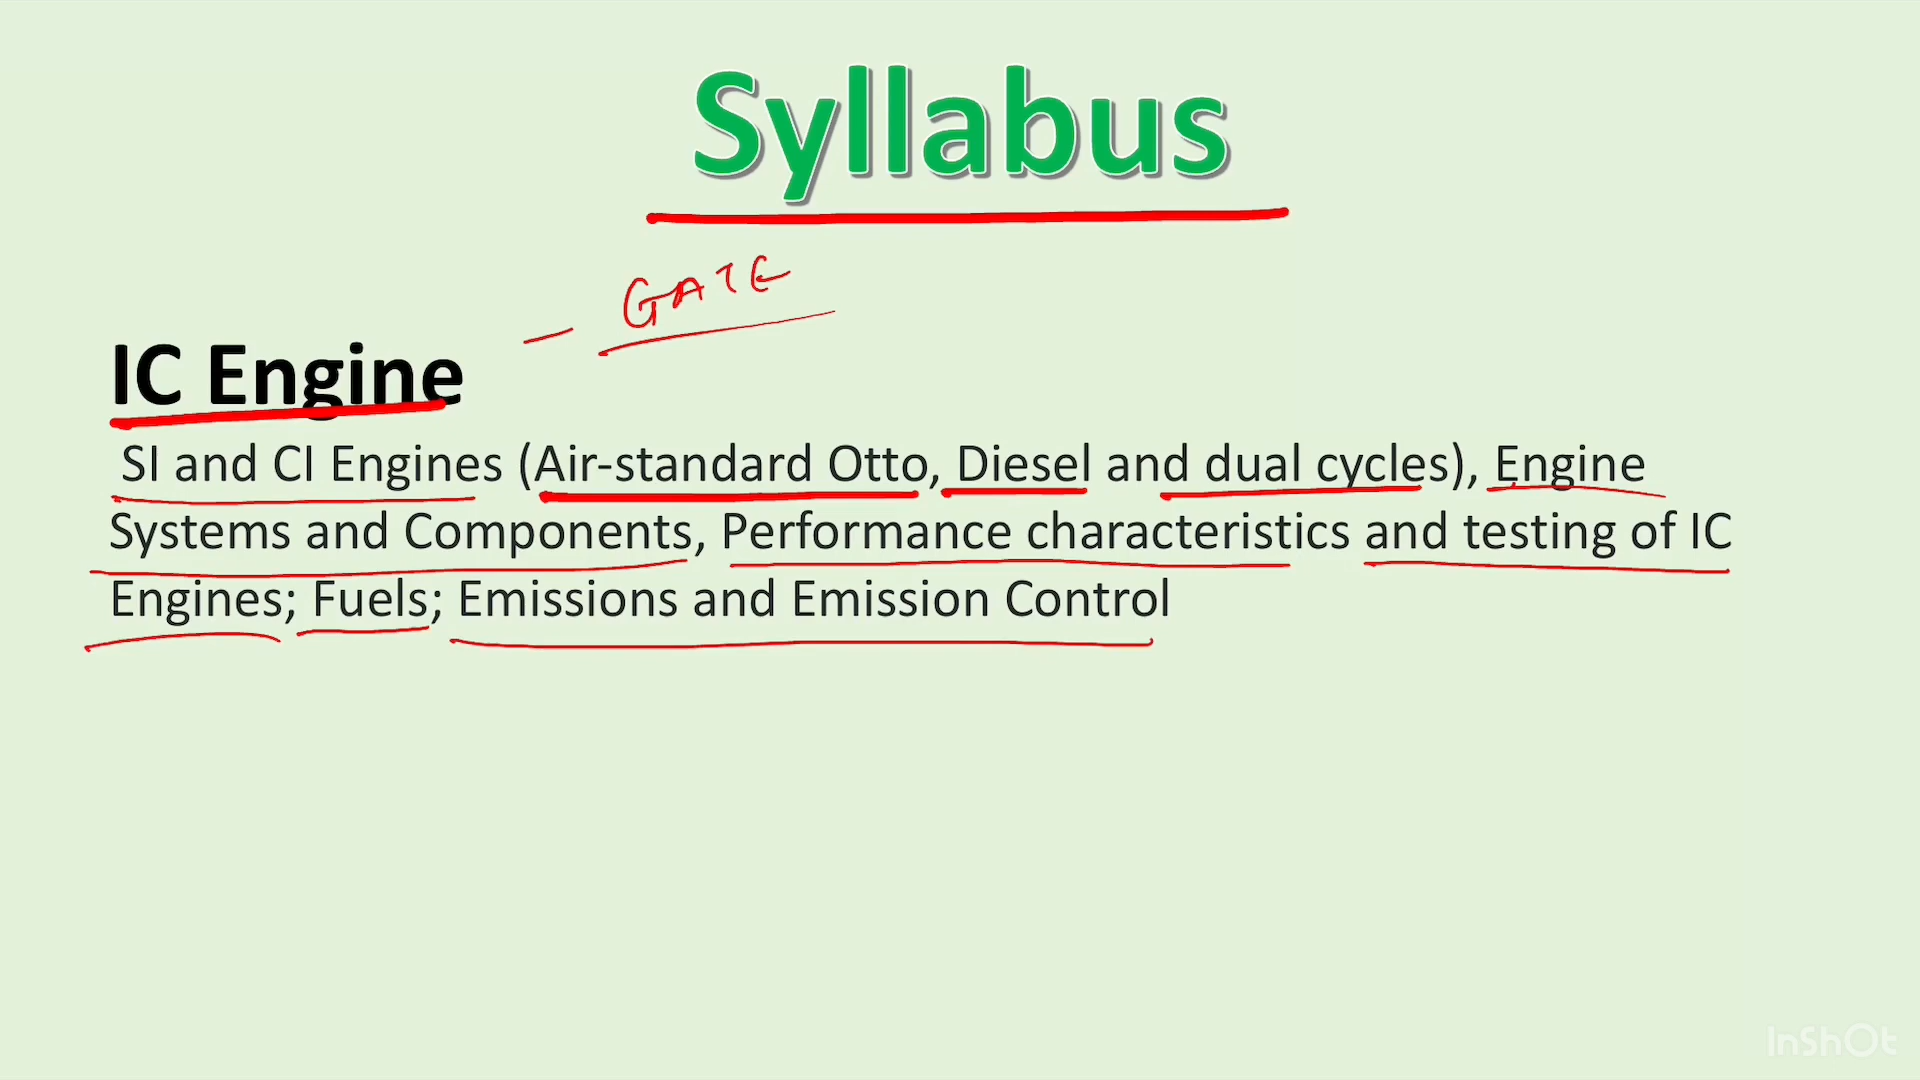 Syllabus
GATE
IC Engine
SI and CI Engines (Air-standard Otto, Diesel and dual cycles), Engine
Systems and Components, Performance characteristics and testing of IC
Engines; Fuels; Emissions and Emission Control
InShOt